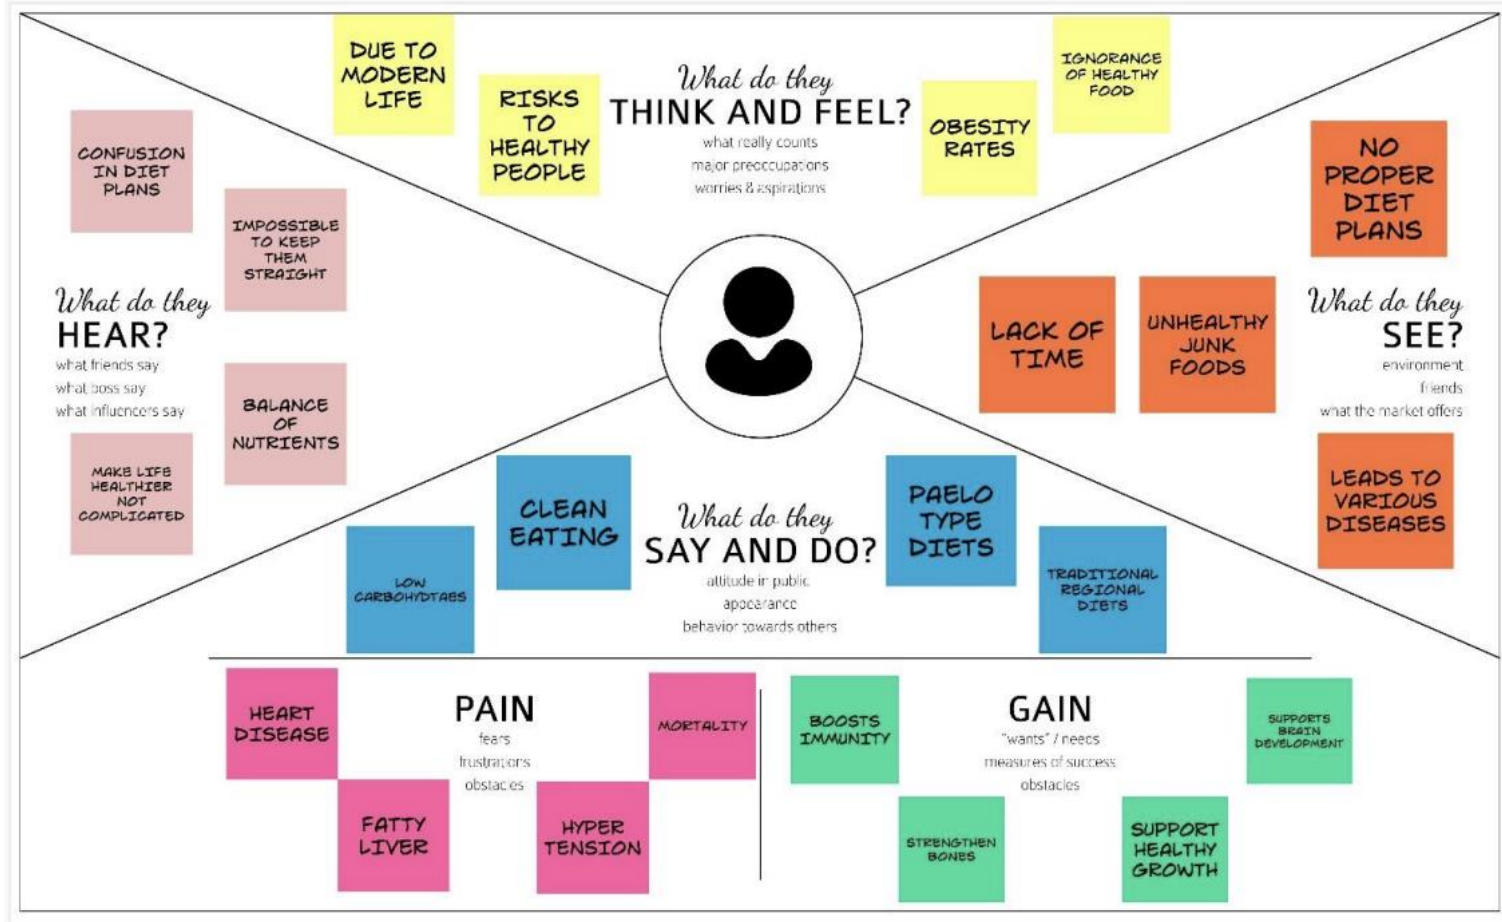 What do they
THINK AND FEEL?
what really counts
major preoccupations
worries & aspirations
DUE TO
MODERN
LIFE
RISKS
TO
HEALTHY
PEOPLE
OBESITY
RATES
IGNORANCE
OF HEALTHY
FOOD
What do they
HEAR?
what friends say
what boss say
what influencers say
CONFUSION
IN DIET
PLANS
IMPOSSIBLE
TO KEEP
THEM
STRAIGHT
BALANCE
OF
NUTRIENTS
MAKE LIFE
HEALTHIER
NOT
COMPLICATED
What do they
SEE?
environment
friends
what the market offers
NO
PROPER
DIET
PLANS
LACK OF
TIME
UNHEALTHY
JUNK
FOODS
LEADS TO
VARIOUS
DISEASES
What do they
SAY AND DO?
attitude in public
appearance
behavior towards others
LOW
CARBOHYDTAES
CLEAN
EATING
PAELO
TYPE
DIETS
TRADITIONAL
REGIONAL
DIETS
PAIN
fears
frustrations
obstacles
HEART
DISEASE
FATTY
LIVER
HYPER
TENSION
MORTALITY
GAIN
"wants" / needs
measures of success
obstacles
BOOSTS
IMMUNITY
STRENGTHEN
BONES
SUPPORT
HEALTHY
GROWTH
SUPPORTS
BRAIN
DEVELOPMENT